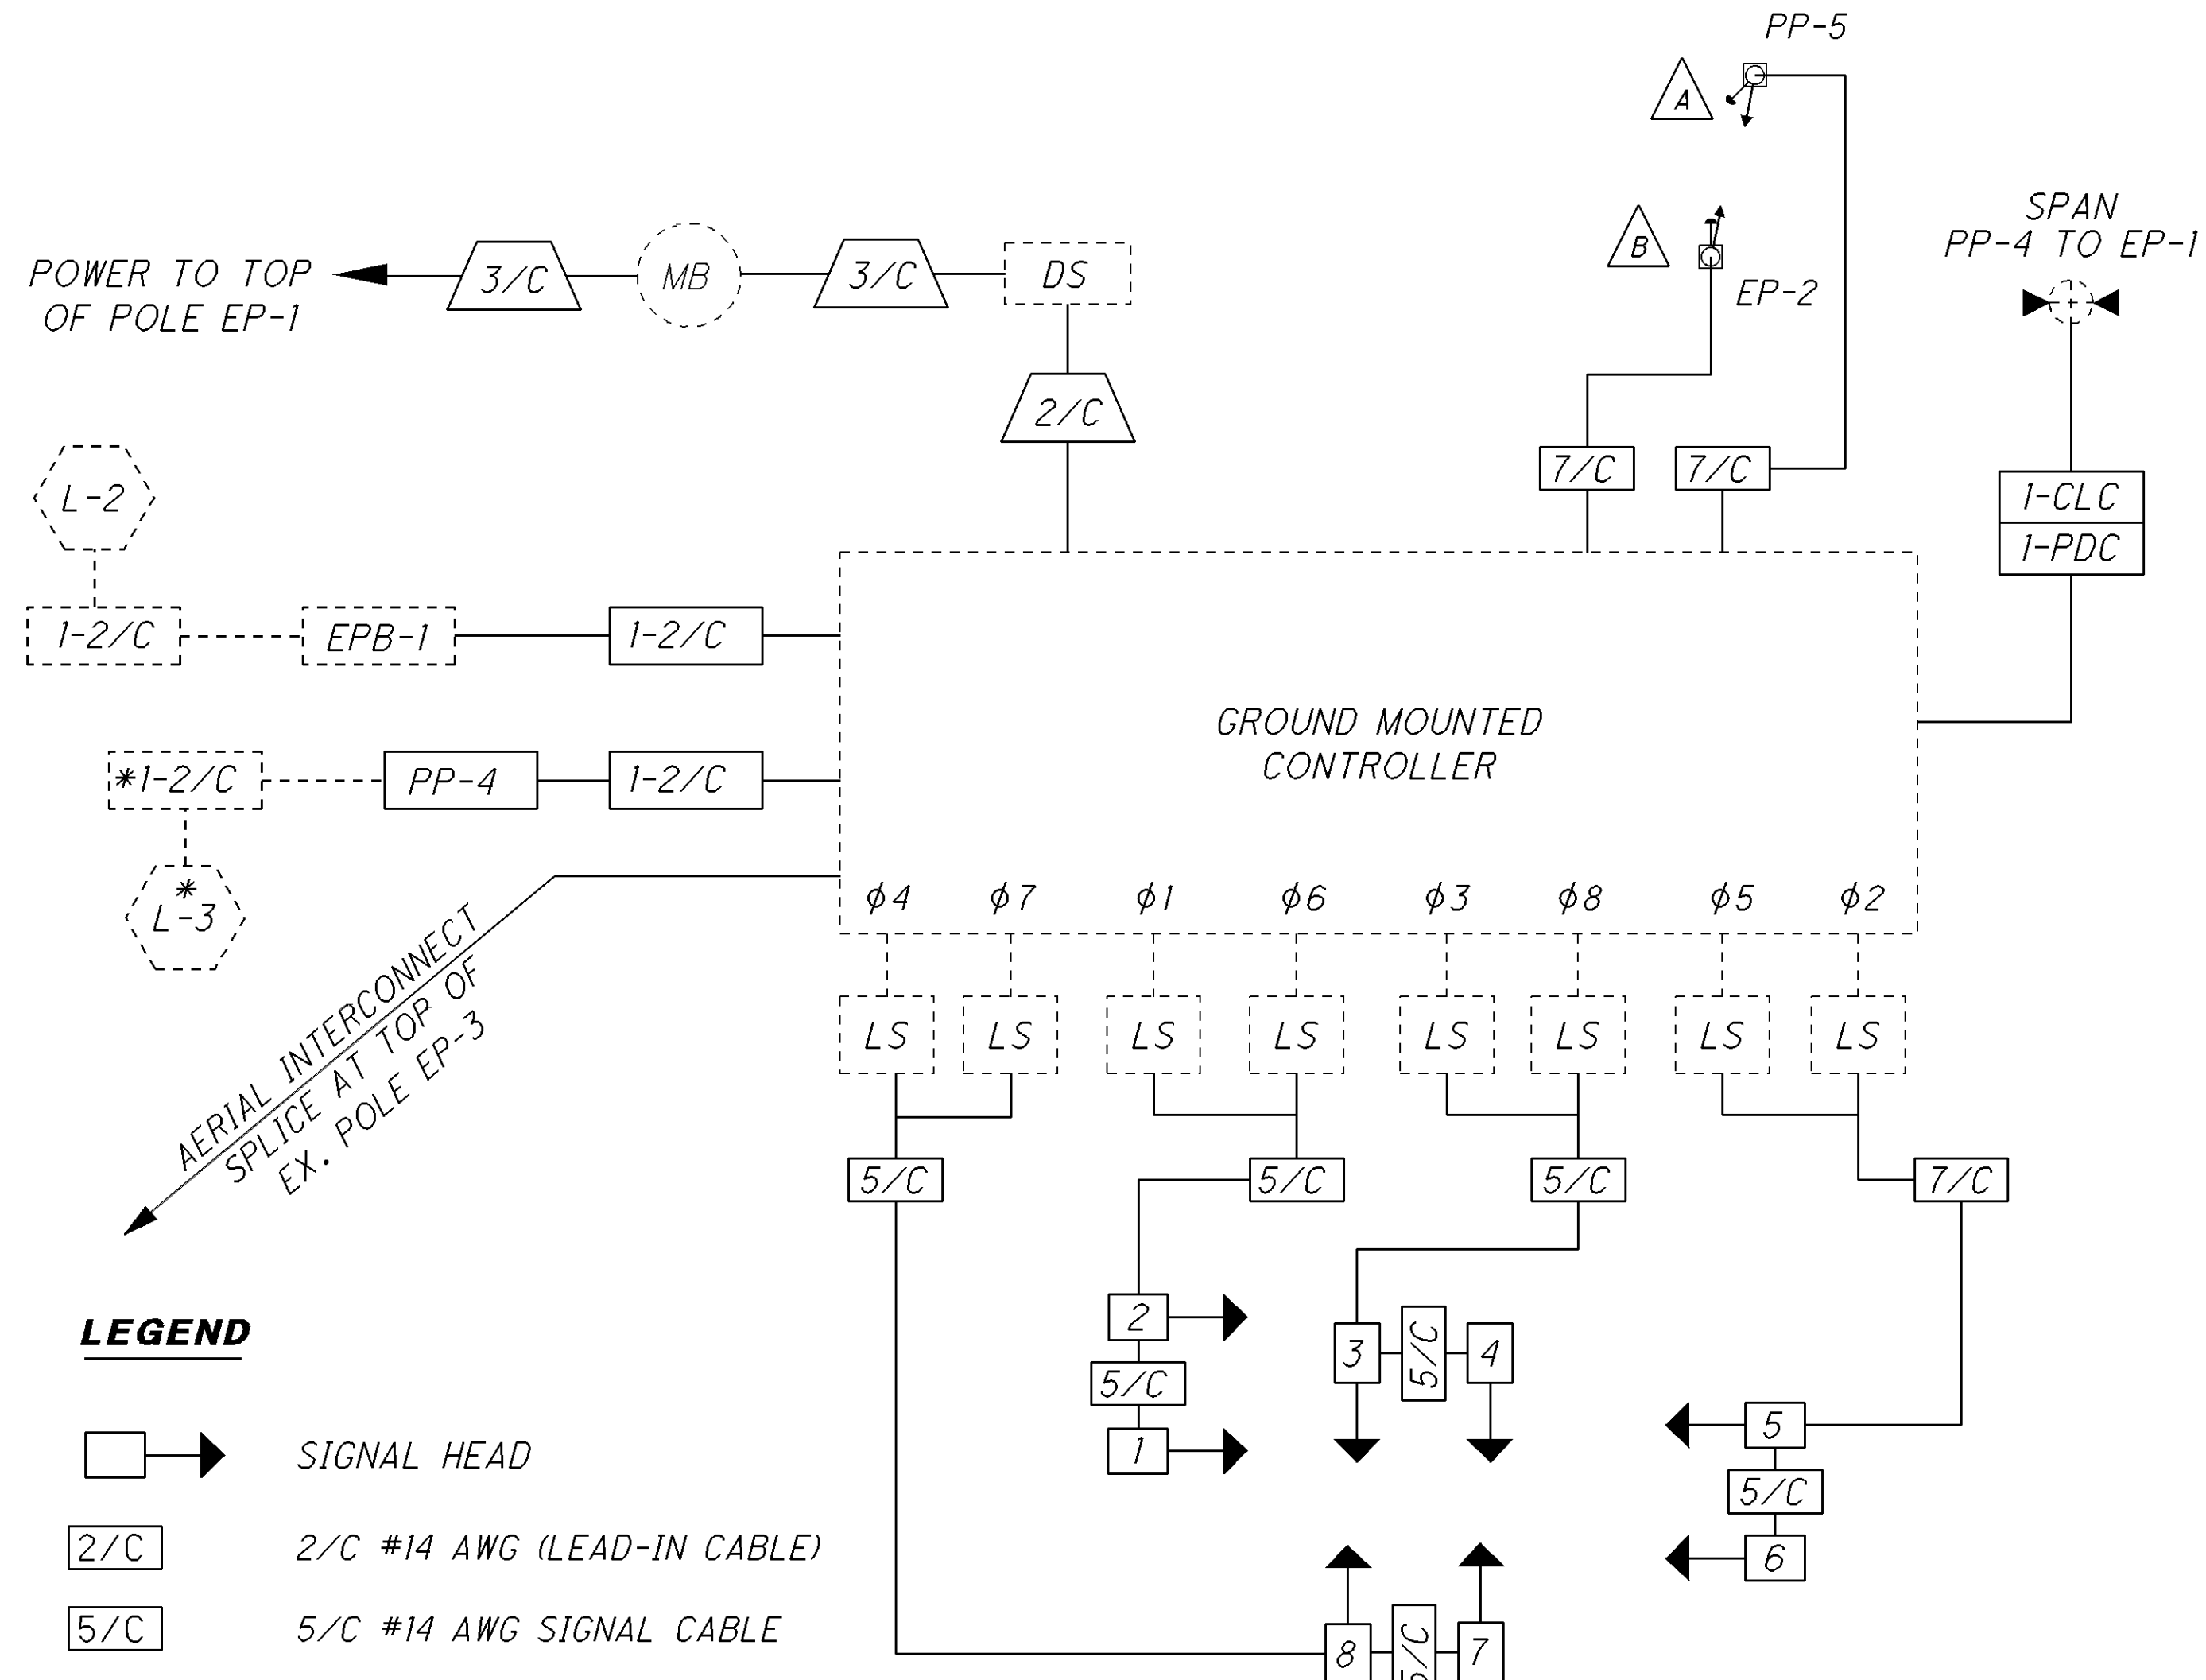 PP-5
A
SPAN
PP-4 TO EP-1
B
EP-2
POWER TO TOP
OF POLE EP-1
3/C
MB
3/C
DS
2/C
7/C
7/C
1-CLC
1-PDC
L-2
1-2/C
EPB-1
1-2/C
GROUND MOUNTED
CONTROLLER
*1-2/C
PP-4
1-2/C
*
L-3
AERIAL INTERCONNECT
SPLICE AT TOP OF
EX. POLE EP-3
ϕ4 ϕ7 ϕ1 ϕ6 ϕ3 ϕ8 ϕ5 ϕ2
LS LS LS LS LS LS LS LS
5/C
5/C
5/C
7/C
2
5/C
1
3
5/C
4
5
5/C
6
8
5/C
7
LEGEND
SIGNAL HEAD
2/C
2/C #14 AWG (LEAD-IN CABLE)
5/C
5/C #14 AWG SIGNAL CABLE